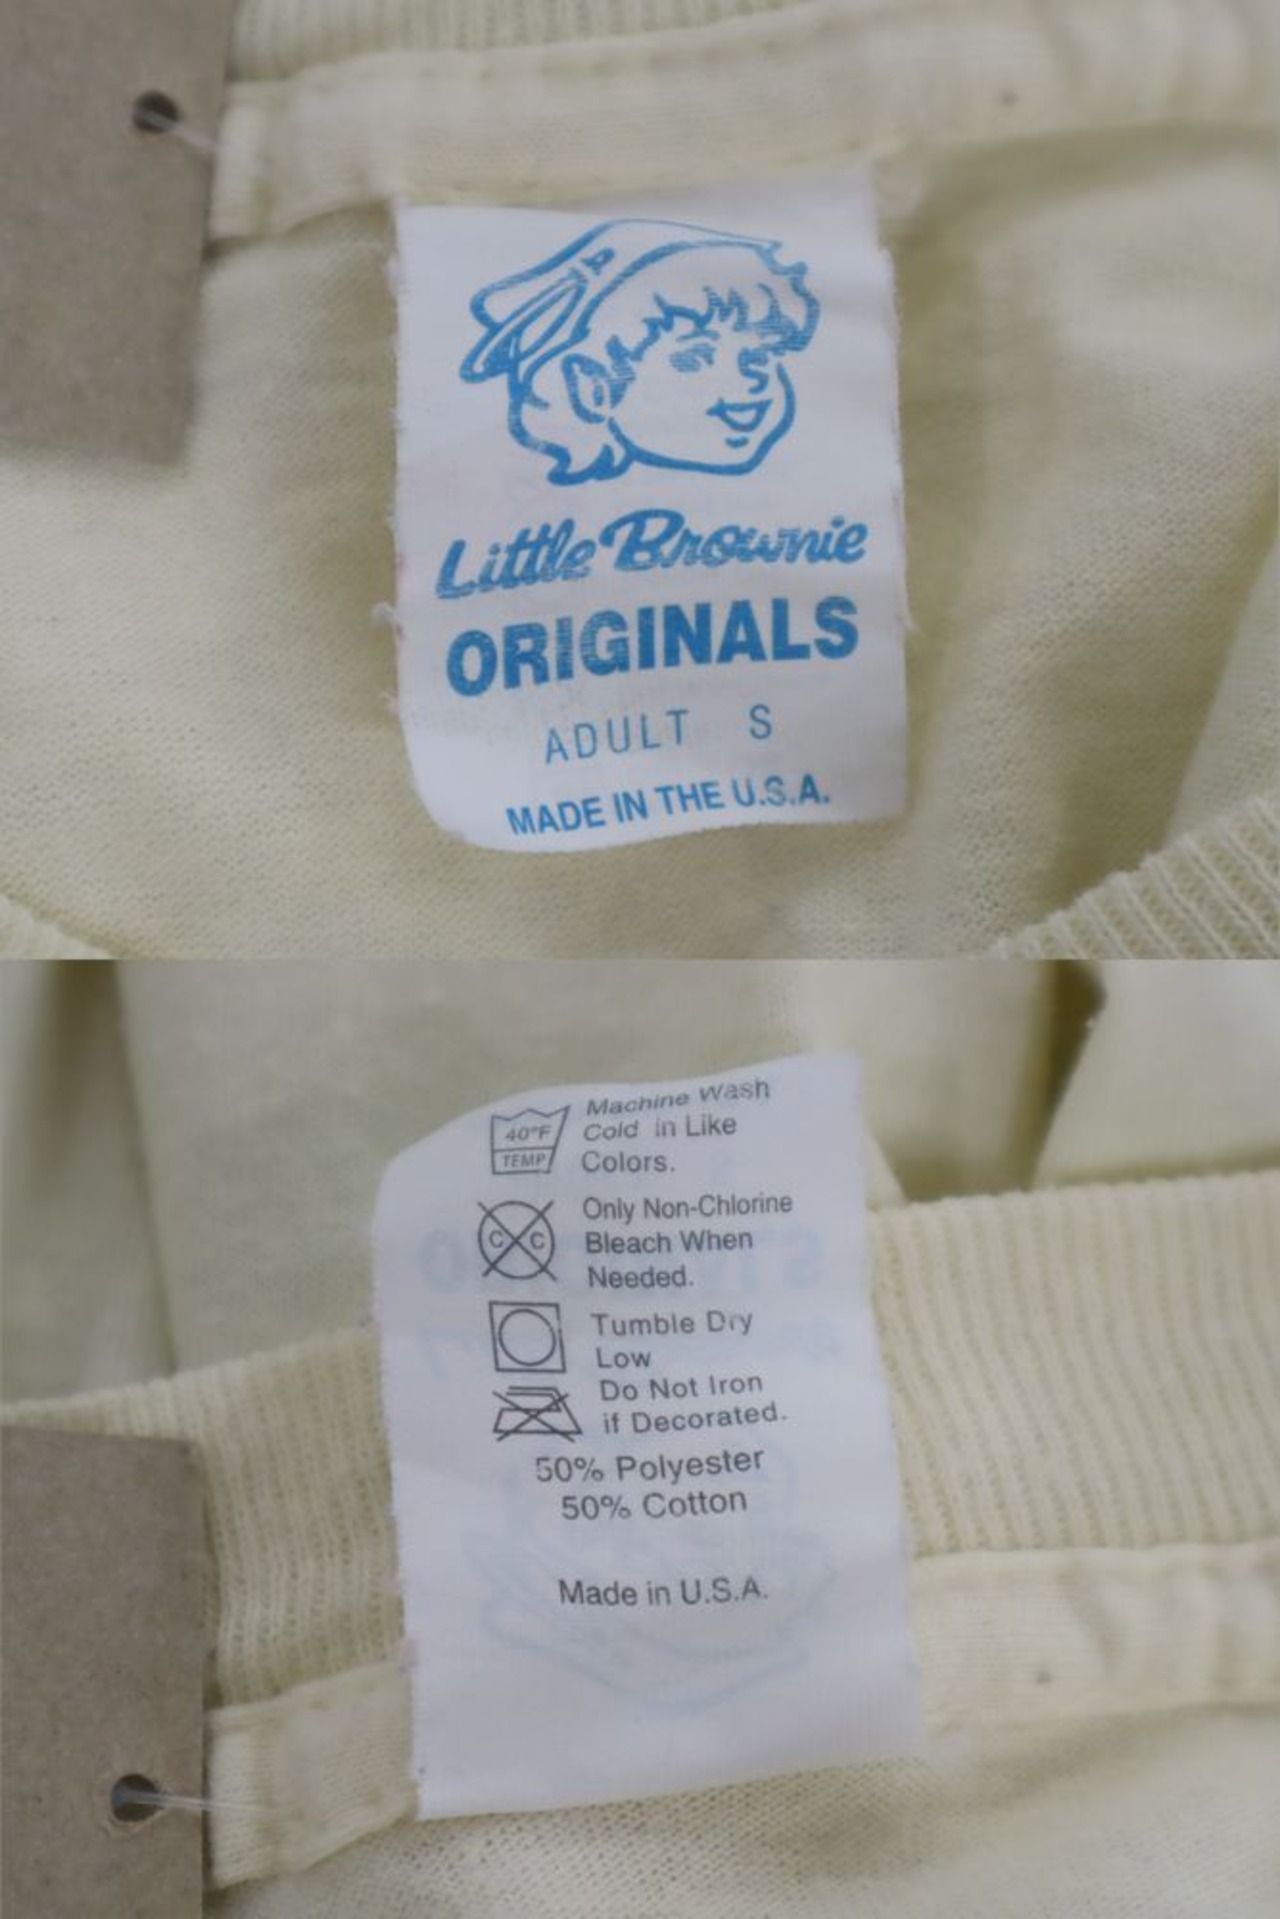 Little Brownie
ORIGINALS
ADULT S
MADE IN THE U.S.A.
40°F
TEMP
Machine Wash
Cold in Like
Colors.
C C
Only Non-Chlorine
Bleach When
Needed.
Tumble Dry
Low
Do Not Iron
if Decorated.
50% Polyester
50% Cotton
Made in U.S.A.